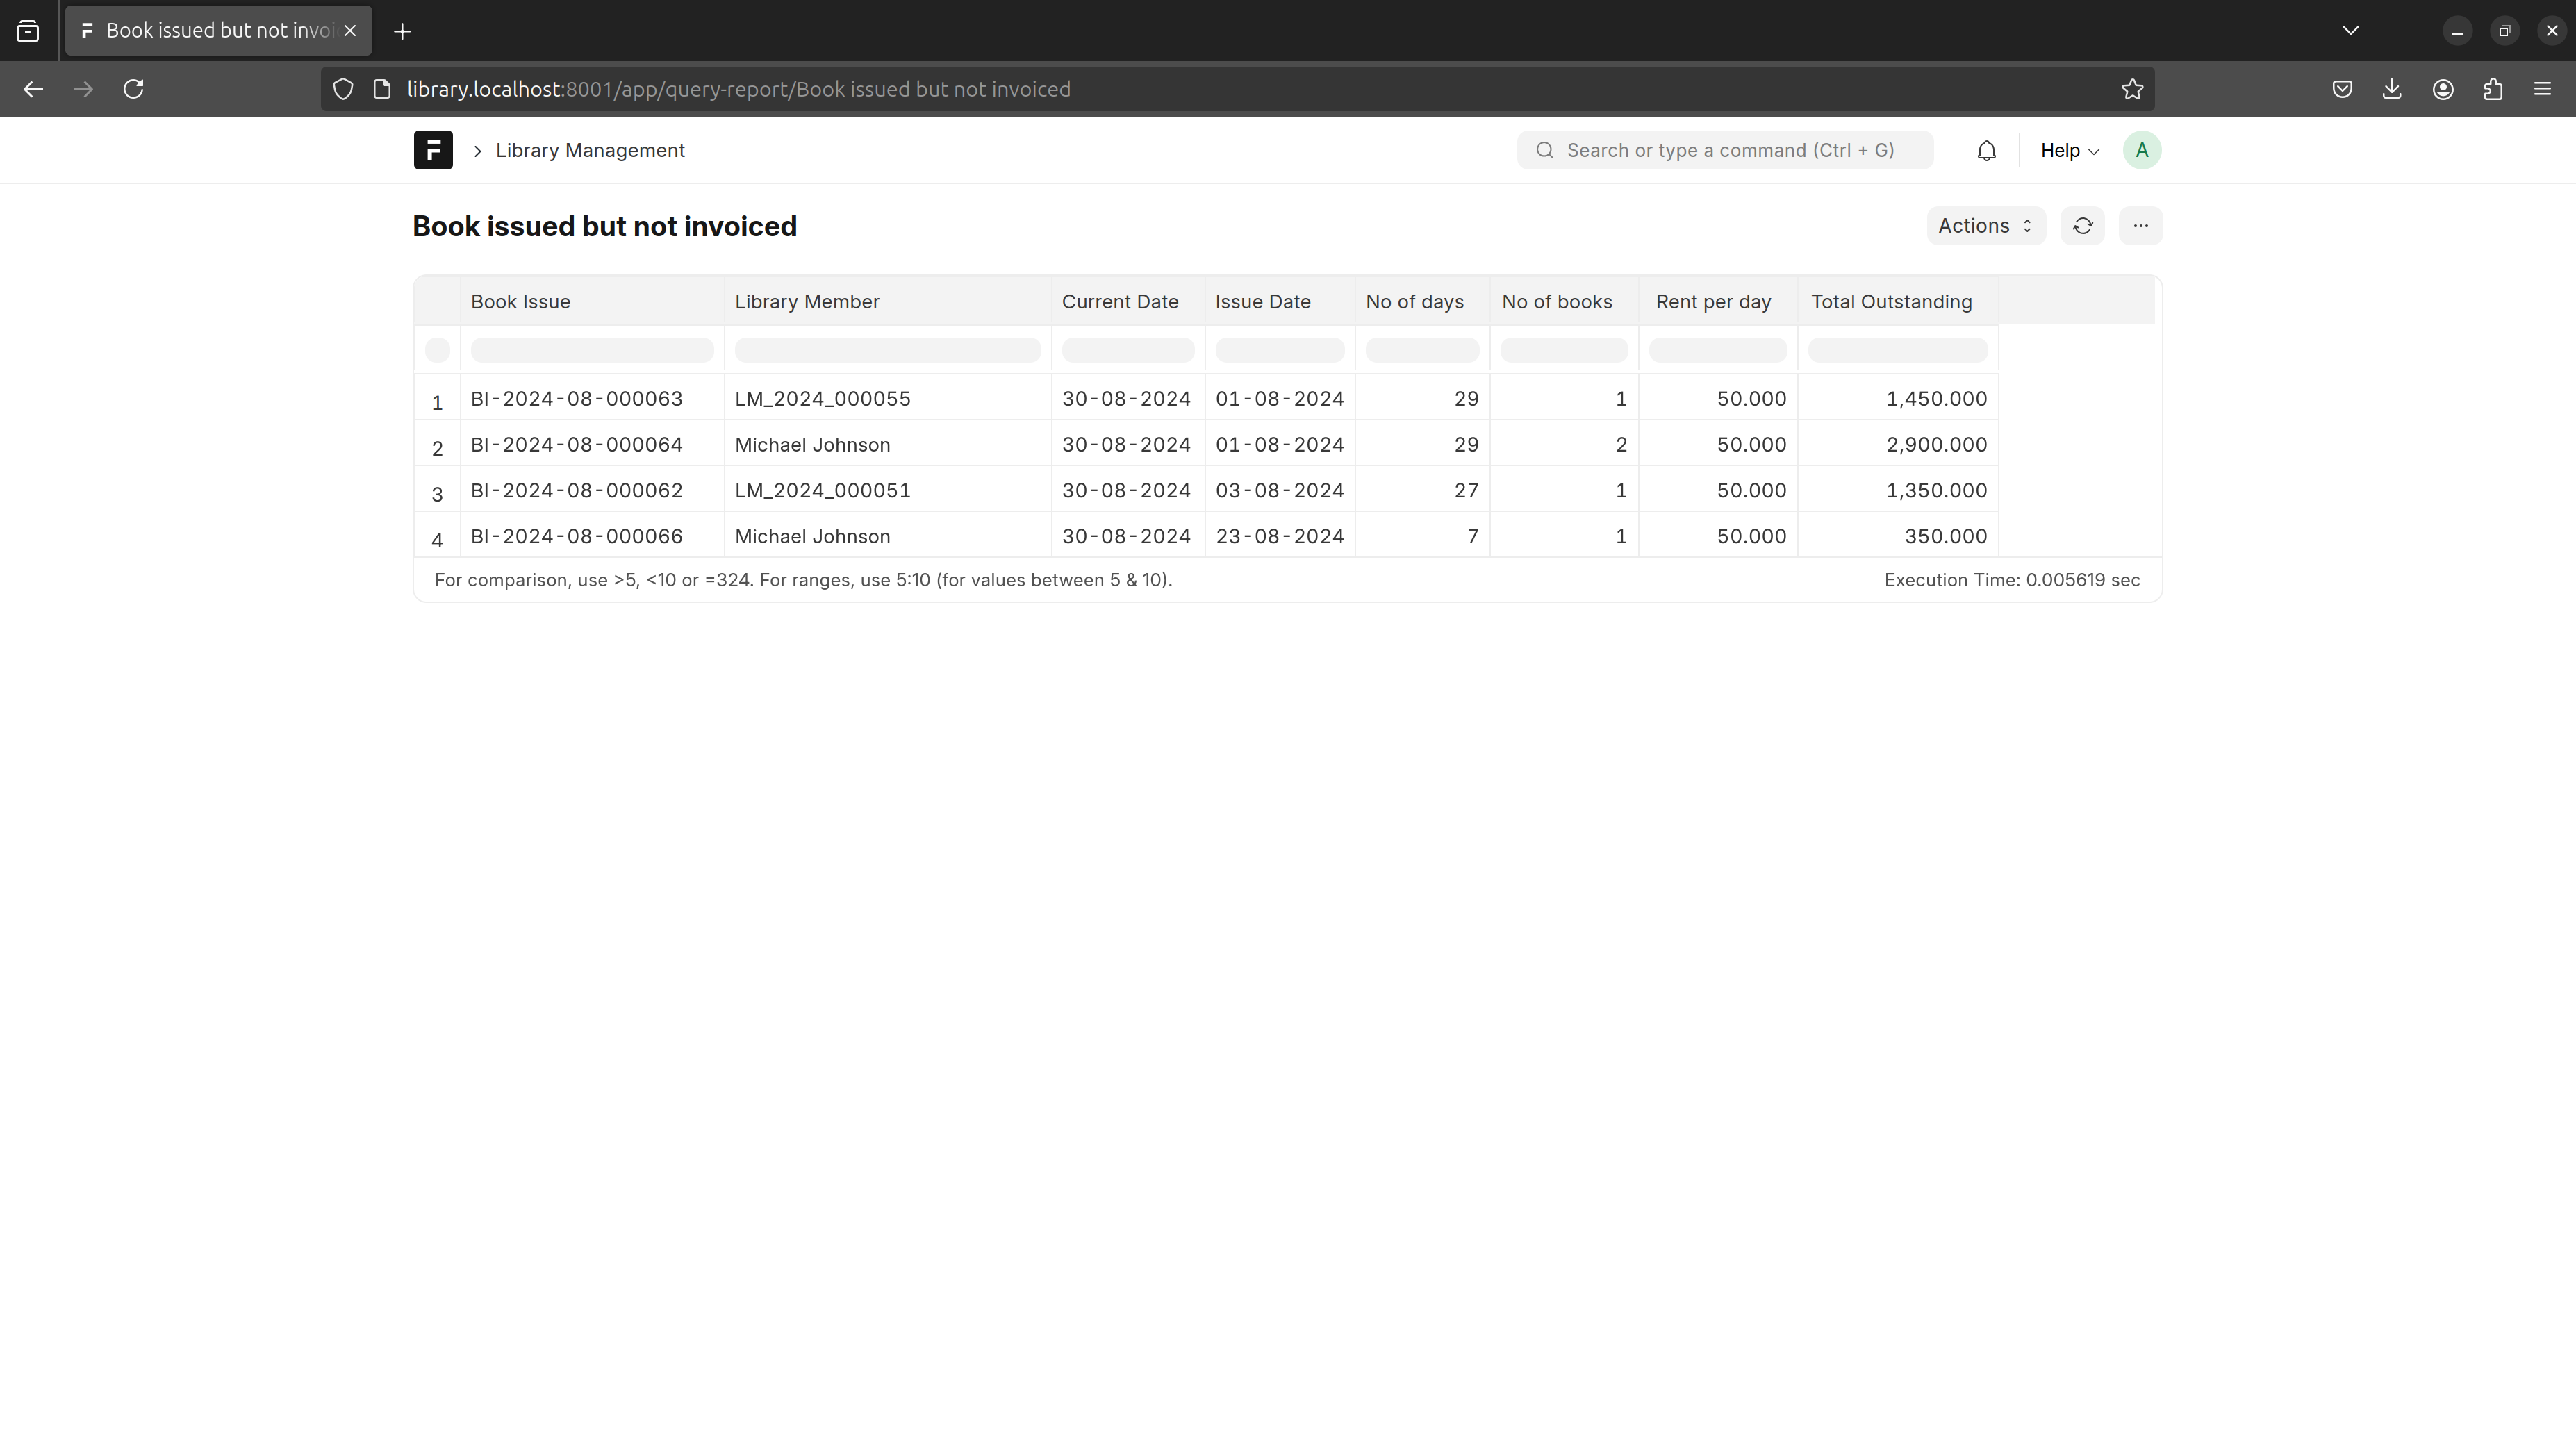 Book issued but not invoi
library.localhost:8001/app/query-report/Book issued but not invoiced
Library Management
Search or type a command (Ctrl + G)
Help
A
Book issued but not invoiced
Actions
Book Issue Library Member Current Date Issue Date No of days No of books Rent per day Total Outstanding
1 BI-2024-08-000063 LM_2024_000055 30-08-2024 01-08-2024 29 1 50.000 1,450.000
2 BI-2024-08-000064 Michael Johnson 30-08-2024 01-08-2024 29 2 50.000 2,900.000
3 BI-2024-08-000062 LM_2024_000051 30-08-2024 03-08-2024 27 1 50.000 1,350.000
4 BI-2024-08-000066 Michael Johnson 30-08-2024 23-08-2024 7 1 50.000 350.000
For comparison, use >5, <10 or =324. For ranges, use 5:10 (for values between 5 & 10). Execution Time: 0.005619 sec